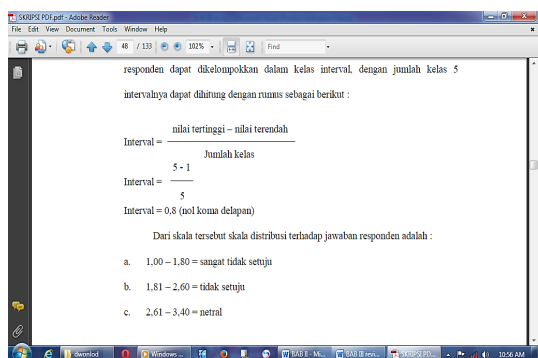 SKRIPSI PDF.pdf - Adobe Reader
File Edit View Document Tools Window Help
48 / 133 102% Find
responden dapat dikelompokkan dalam kelas interval, dengan jumlah kelas 5
intervalnya dapat dihitung dengan rumus sebagai berikut :
nilai tertinggi – nilai terendah
Interval =
Jumlah kelas
5 - 1
Interval =
5
Interval = 0,8 (nol koma delapan)
Dari skala tersebut skala distribusi terhadap jawaban responden adalah :
a. 1,00 – 1,80 = sangat tidak setuju
b. 1,81 – 2,60 = tidak setuju
c. 2,61 – 3,40 = netral
dwonlod Windows ... BAB II - Mi... BAB III revi... SKRIPSI PD... 10:56 AM